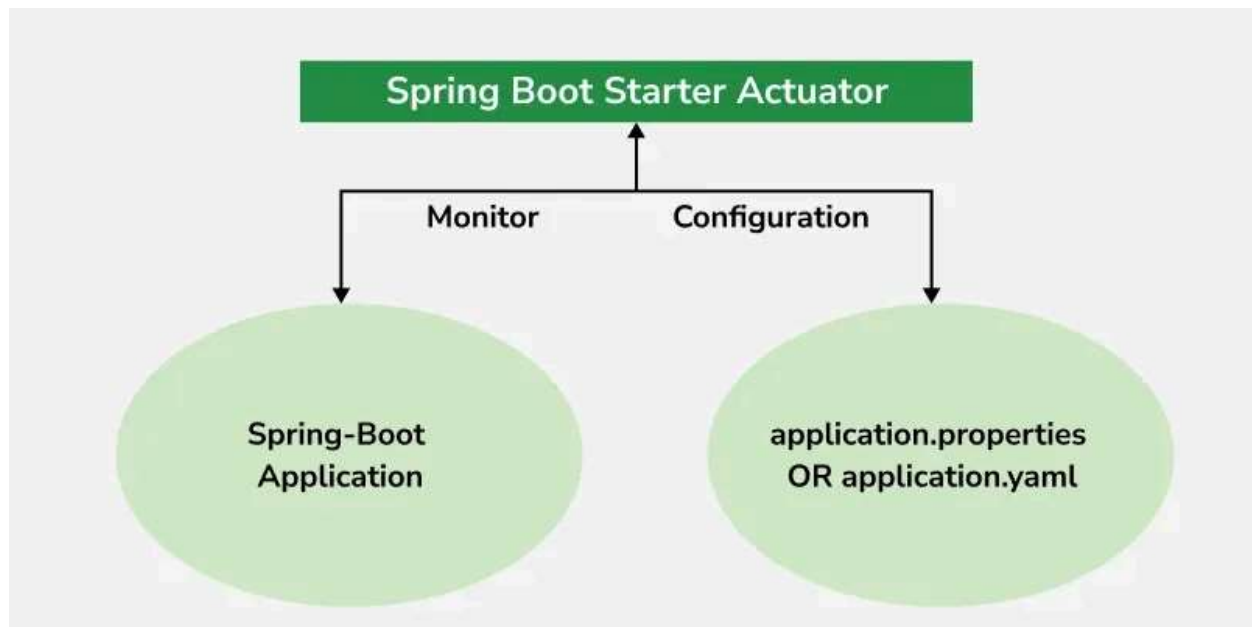 Spring Boot Starter Actuator
Monitor
Configuration
Spring-Boot
Application
application.properties
OR application.yaml